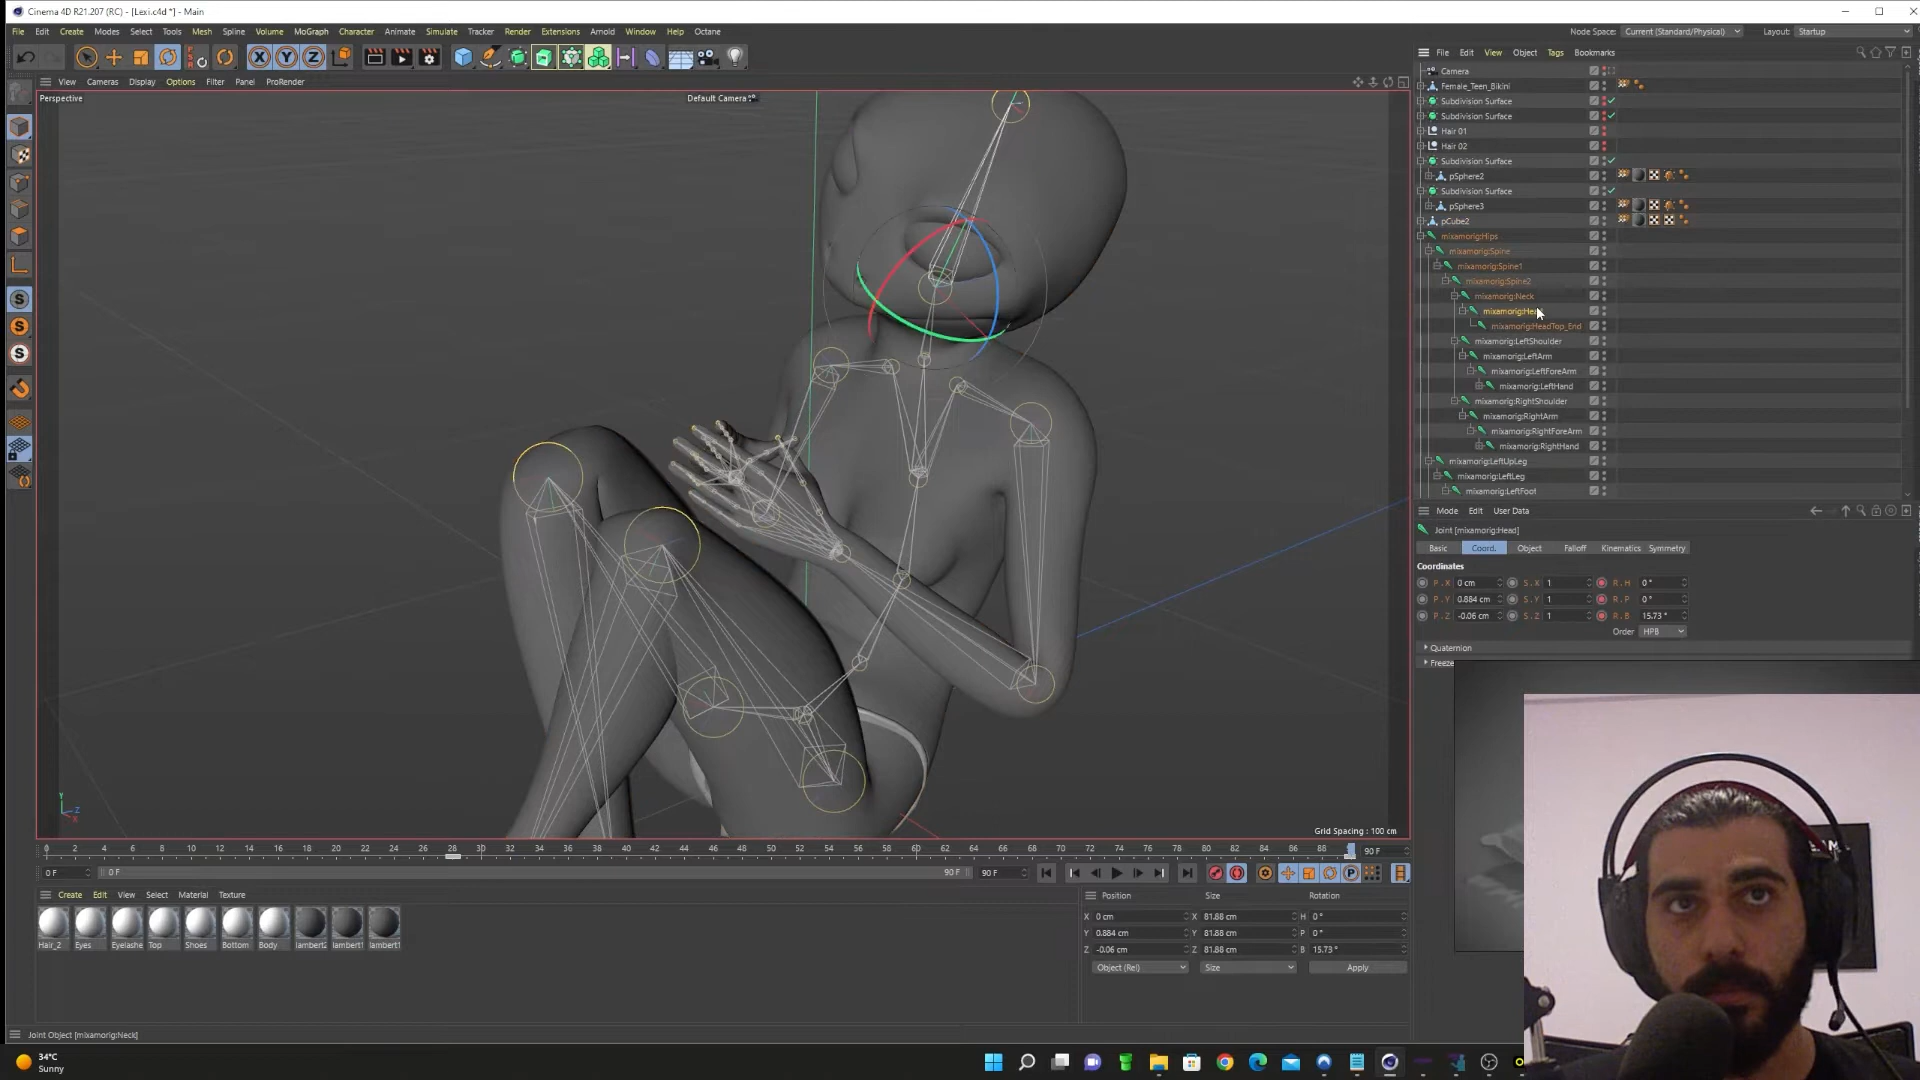 Cinema 4D R21.207 (RC) - [Lexi.c4d *] - Main
File Edit Create Modes Select Tools Mesh Spline Volume MoGraph Character Animate Simulate Tracker Render Extensions Arnold Window Help Octane
Node Space: Current (Standard/Physical) Layout: Startup
View Cameras Display Options Filter Panel ProRender
Perspective
Default Camera
Grid Spacing : 100 cm
File Edit View Object Tags Bookmarks
Camera
Female_Teen_Bikini
Subdivision Surface
Subdivision Surface
Hair 01
Hair 02
Subdivision Surface
pSphere2
Subdivision Surface
pSphere3
pCube2
mixamorig:Hips
mixamorig:Spine
mixamorig:Spine1
mixamorig:Spine2
mixamorig:Neck
mixamorig:Hea
mixamorig:HeadTop_End
mixamorig:LeftShoulder
mixamorig:LeftArm
mixamorig:LeftForeArm
mixamorig:LeftHand
mixamorig:RightShoulder
mixamorig:RightArm
mixamorig:RightForeArm
mixamorig:RightHand
mixamorig:LeftUpLeg
mixamorig:LeftLeg
mixamorig:LeftFoot
Mode Edit User Data
Joint [mixamorig:Head]
Basic Coord. Object Falloff Kinematics Symmetry
Coordinates
P . X 0 cm S . X 1 R . H 0 °
P . Y 0.884 cm S . Y 1 R . P 0 °
P . Z -0.06 cm S . Z 1 R . B 15.73 °
Order HPB
Quaternion
Freeze
0 2 4 6 8 10 12 14 16 18 20 22 24 26 28 30 32 34 36 38 40 42 44 46 48 50 52 54 56 58 60 62 64 66 68 70 72 74 76 78 80 82 84 86 88 90 F
0 F 0 F 90 F 90 F
Create Edit View Select Material Texture
Hair_2 Eyes Eyelashe Top Shoes Bottom Body lambert2 lambert1 lambert1
Position Size Rotation
X 0 cm X 81.88 cm H 0 °
Y 0.884 cm Y 81.88 cm P 0 °
Z -0.06 cm Z 81.88 cm B 15.73 °
Object (Rel) Size Apply
Joint Object [mixamorig:Neck]
34°C
Sunny